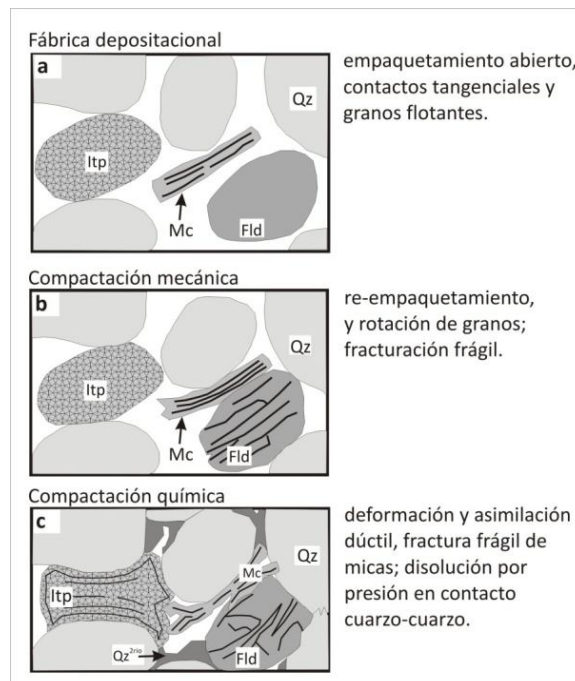 Fábrica depositacional
a
Qz
Itp
Mc
Fld
empaquetamiento abierto,
contactos tangenciales y
granos flotantes.
Compactación mecánica
b
Qz
Itp
Mc
Fld
re-empaquetamiento,
y rotación de granos;
fracturación frágil.
Compactación química
c
Qz
Mc
Itp
Qz2rio
Fld
deformación y asimilación
dúctil, fractura frágil de
micas; disolución por
presión en contacto
cuarzo-cuarzo.